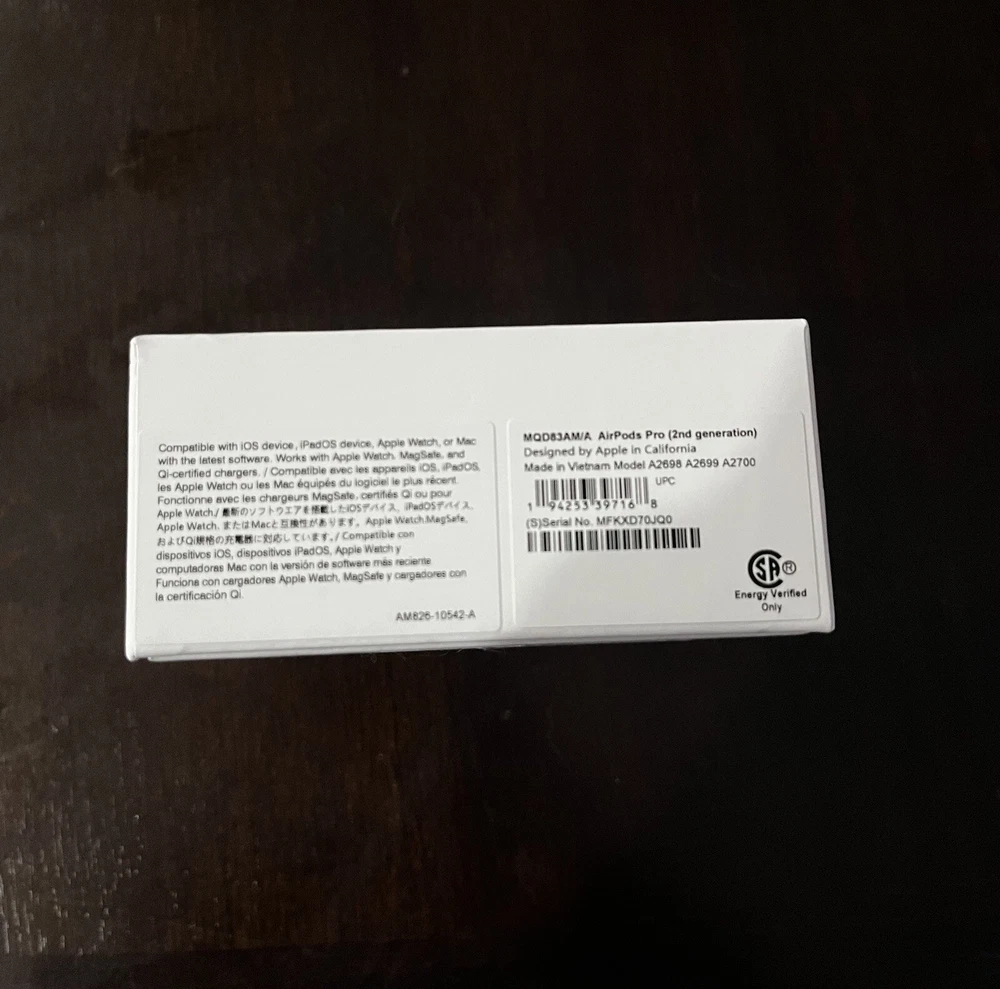 Compatible with iOS device, iPadOS device, Apple Watch, or Mac
with the latest software. Works with Apple Watch, MagSafe, and
Qi-certified chargers. / Compatible avec les appareils iOS, iPadOS,
les Apple Watch ou les Mac équipés du logiciel le plus récent.
Fonctionne avec les chargeurs MagSafe, certifiés Qi ou pour
Apple Watch./ 最新のソフトウエアを搭載したiOSデバイス、iPadOSデバイス、
Apple Watch、またはMacと互換性があります。Apple Watch,MagSafe、
およびQi規格の充電器に対応しています。/ Compatible con
dispositivos iOS, dispositivos iPadOS, Apple Watch y
computadoras Mac con la versión de software más reciente
Funciona con cargadores Apple Watch, MagSafe y cargadores con
la certificación Qi.
AM626-10542-A
MQD83AM/A AirPods Pro (2nd generation)
Designed by Apple in California
Made in Vietnam Model A2698 A2699 A2700
UPC
1 94253 39716 8
(S)Serial No. MFKXD70JQ0
SA®
Energy Verified
Only